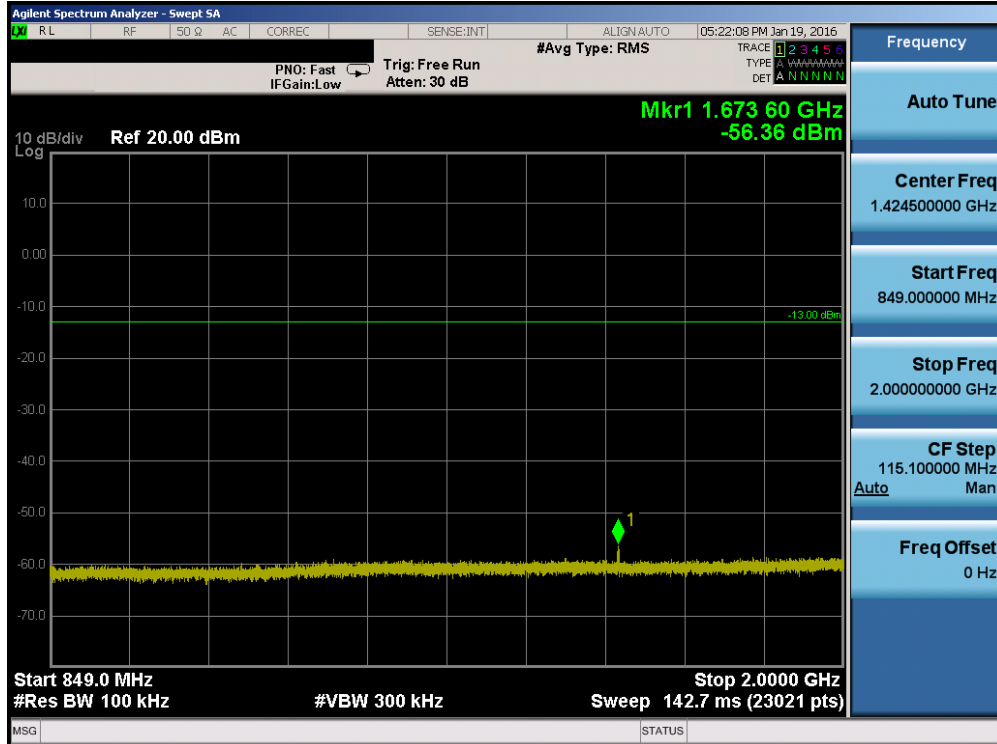 Agilent Spectrum Analyzer - Swept SA
LXI RL RF 50 Ω AC CORREC SENSE:INT ALIGN AUTO 05:22:08 PM Jan 19, 2016
#Avg Type: RMS TRACE 1 2 3 4 5 6
PNO: Fast Trig: Free Run TYPE A
IFGain:Low Atten: 30 dB DET A N N N N N
Mkr1 1.673 60 GHz
-56.36 dBm
10 dB/div Ref 20.00 dBm
Log
10.0
0.00
-10.0
-13.00 dBm
-20.0
-30.0
-40.0
-50.0
1
-60.0
-70.0
Start 849.0 MHz Stop 2.0000 GHz
#Res BW 100 kHz #VBW 300 kHz Sweep 142.7 ms (23021 pts)
MSG STATUS
Frequency
Auto Tune
Center Freq
1.424500000 GHz
Start Freq
849.000000 MHz
Stop Freq
2.000000000 GHz
CF Step
115.100000 MHz
Auto Man
Freq Offset
0 Hz